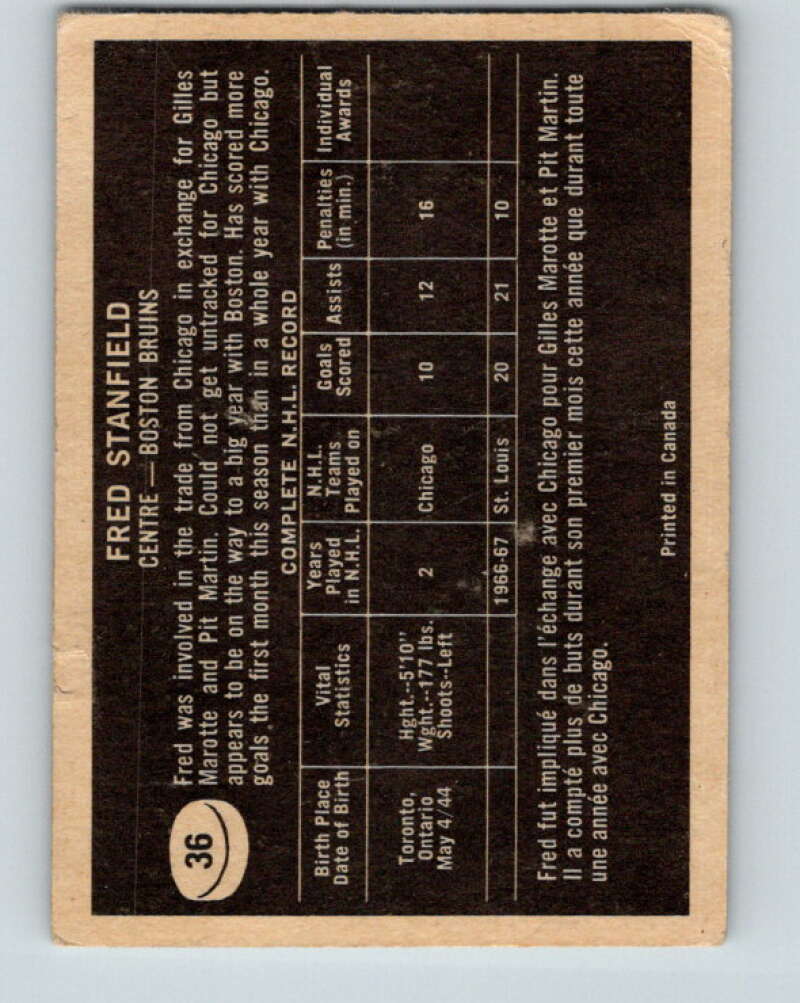 36
FRED STANFIELD
CENTRE — BOSTON BRUINS
Fred was involved in the trade from Chicago in exchange for Gilles
Marotte and Pit Martin. Could not get untracked for Chicago but
appears to be on the way to a big year with Boston. Has scored more
goals the first month this season than in a whole year with Chicago.
COMPLETE N.H.L. RECORD
Birth Place Date of Birth Vital Statistics Years Played in N.H.L. N.H.L. Teams Played on Goals Scored Assists Penalties (in min.) Individual Awards
Toronto, Ontario May 4/44 Hght.--5'10" Wght.--177 lbs. Shoots--Left 2 Chicago 10 12 16
1966-67 St. Louis 20 21 10
Fred fut impliqué dans l'échange avec Chicago pour Gilles Marotte et Pit Martin.
Il a compté plus de buts durant son premier mois cette année que durant toute
une année avec Chicago.
Printed in Canada